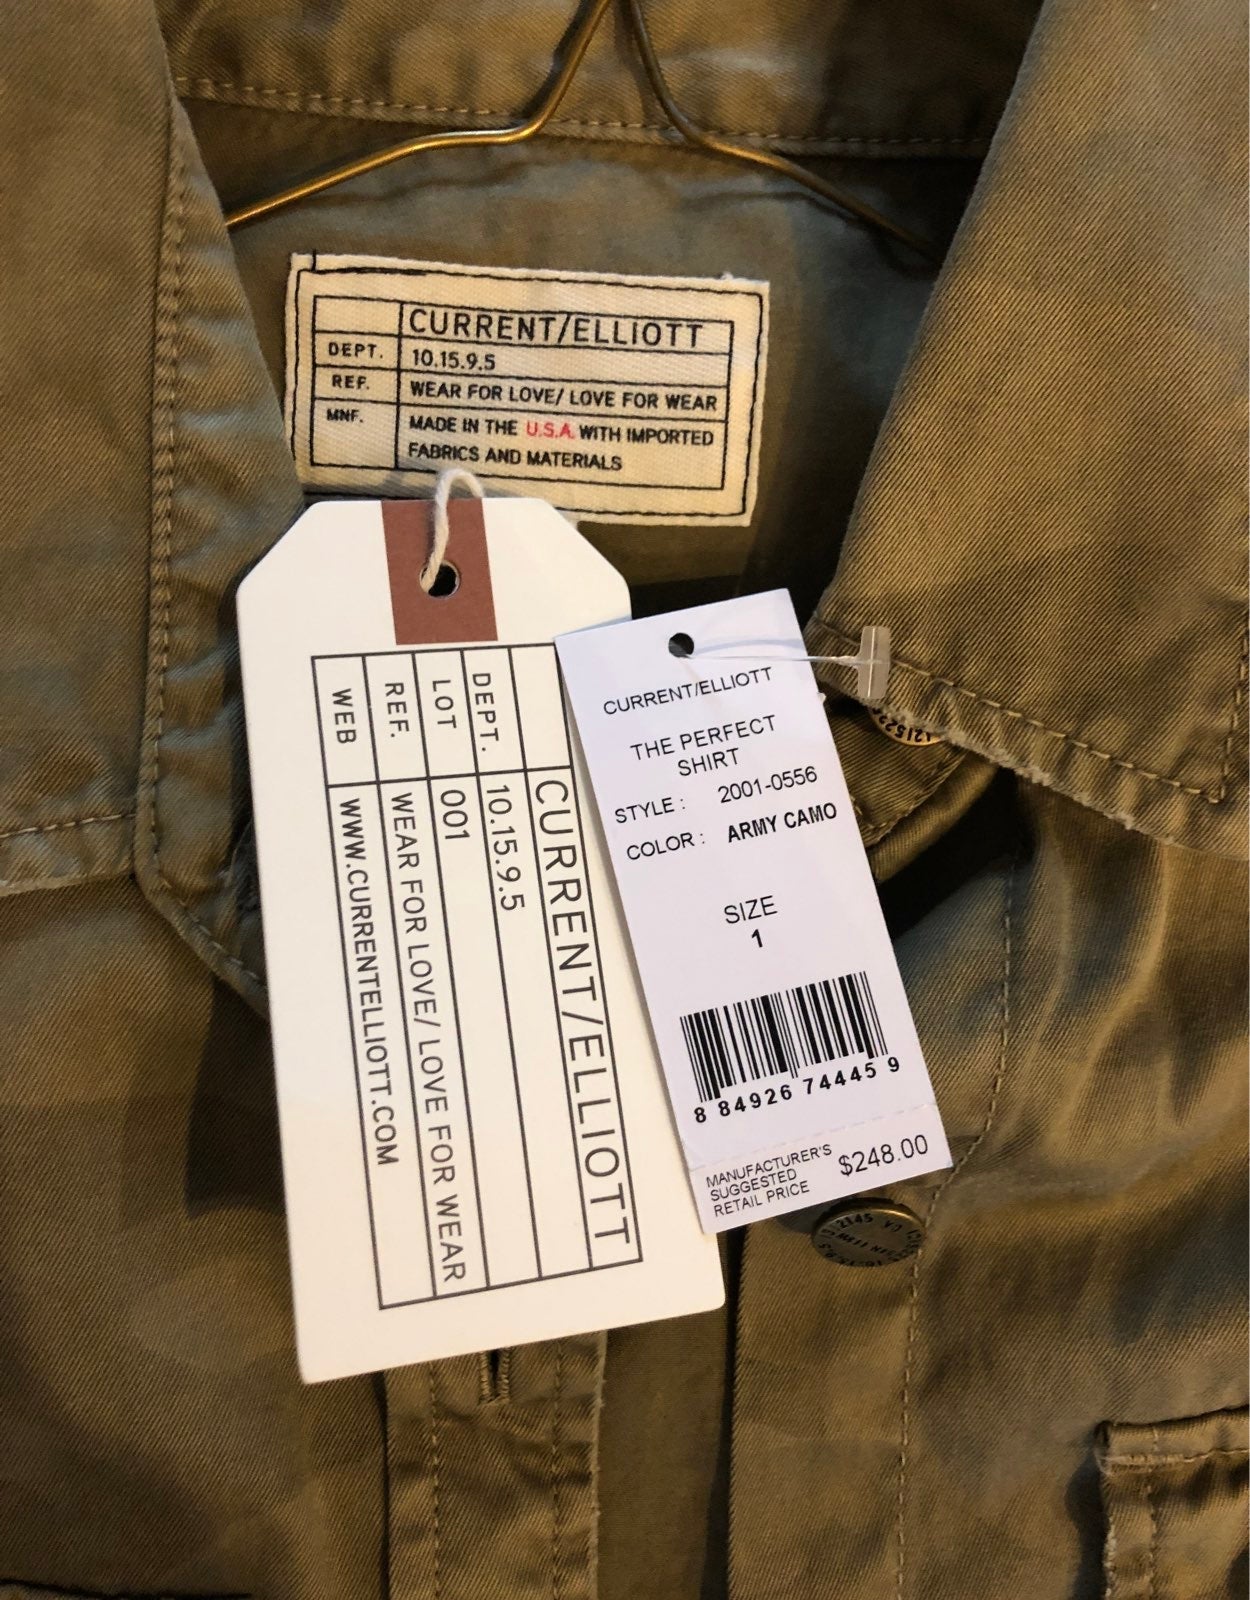 CURRENT/ELLIOTT
DEPT. 10.15.9.5
REF. WEAR FOR LOVE/ LOVE FOR WEAR
MNF. MADE IN THE U.S.A. WITH IMPORTED
FABRICS AND MATERIALS
CURRENT/ELLIOTT
DEPT. 10.15.9.5
LOT 001
REF. WEAR FOR LOVE/ LOVE FOR WEAR
WEB WWW.CURRENTELLIOTT.COM
CURRENT/ELLIOTT
THE PERFECT
SHIRT
STYLE : 2001-0556
COLOR : ARMY CAMO
SIZE
1
8 84926 74445 9
MANUFACTURER'S
SUGGESTED
RETAIL PRICE
$248.00